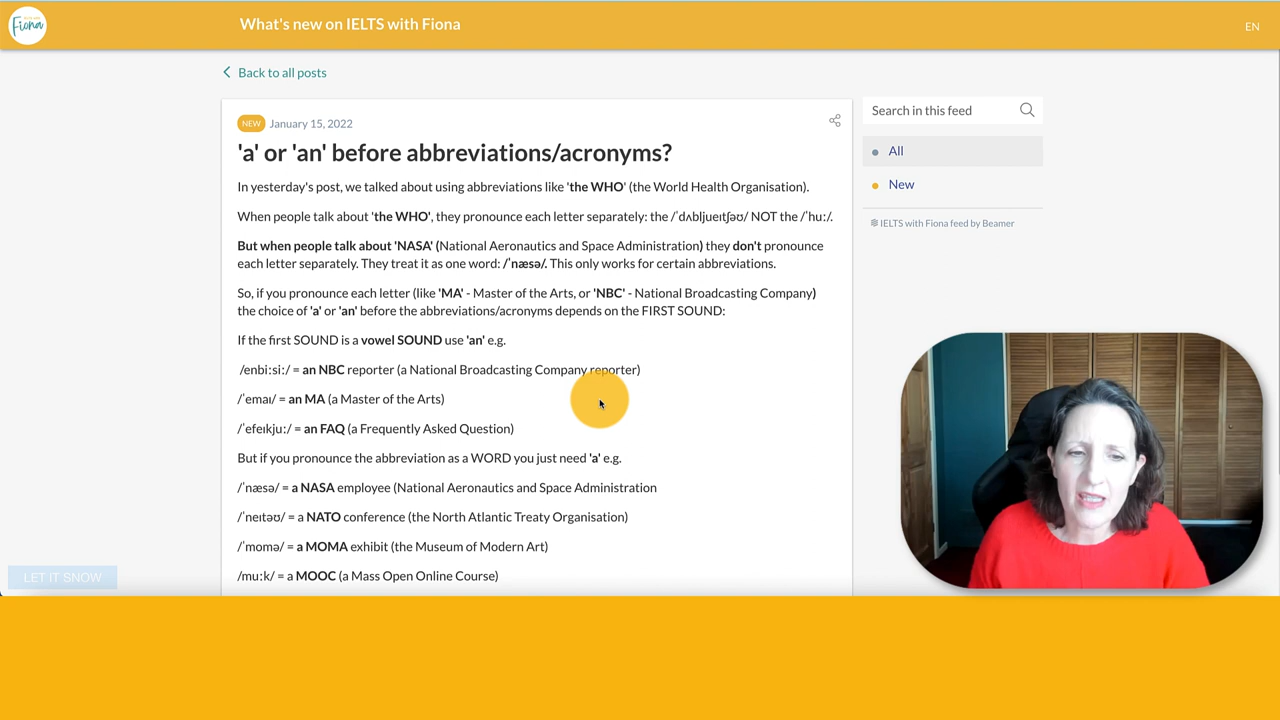 Fiona
What's new on IELTS with Fiona
EN
Back to all posts
NEW January 15, 2022
'a' or 'an' before abbreviations/acronyms?
In yesterday's post, we talked about using abbreviations like 'the WHO' (the World Health Organisation).
When people talk about 'the WHO', they pronounce each letter separately: the /ˈdʌbljueɪtʃəʊ/ NOT the /ˈhuː/.
But when people talk about 'NASA' (National Aeronautics and Space Administration) they don't pronounce
each letter separately. They treat it as one word: /ˈnæsə/. This only works for certain abbreviations.
So, if you pronounce each letter (like 'MA' - Master of the Arts, or 'NBC' - National Broadcasting Company)
the choice of 'a' or 'an' before the abbreviations/acronyms depends on the FIRST SOUND:
If the first SOUND is a vowel SOUND use 'an' e.g.
/enbiːsiː/ = an NBC reporter (a National Broadcasting Company reporter)
/ˈemaɪ/ = an MA (a Master of the Arts)
/ˈefeɪkjuː/ = an FAQ (a Frequently Asked Question)
But if you pronounce the abbreviation as a WORD you just need 'a' e.g.
/ˈnæsə/ = a NASA employee (National Aeronautics and Space Administration
/ˈneɪtəʊ/ = a NATO conference (the North Atlantic Treaty Organisation)
/ˈmomə/ = a MOMA exhibit (the Museum of Modern Art)
/muːk/ = a MOOC (a Mass Open Online Course)
Search in this feed
All
New
IELTS with Fiona feed by Beamer
LET IT SNOW